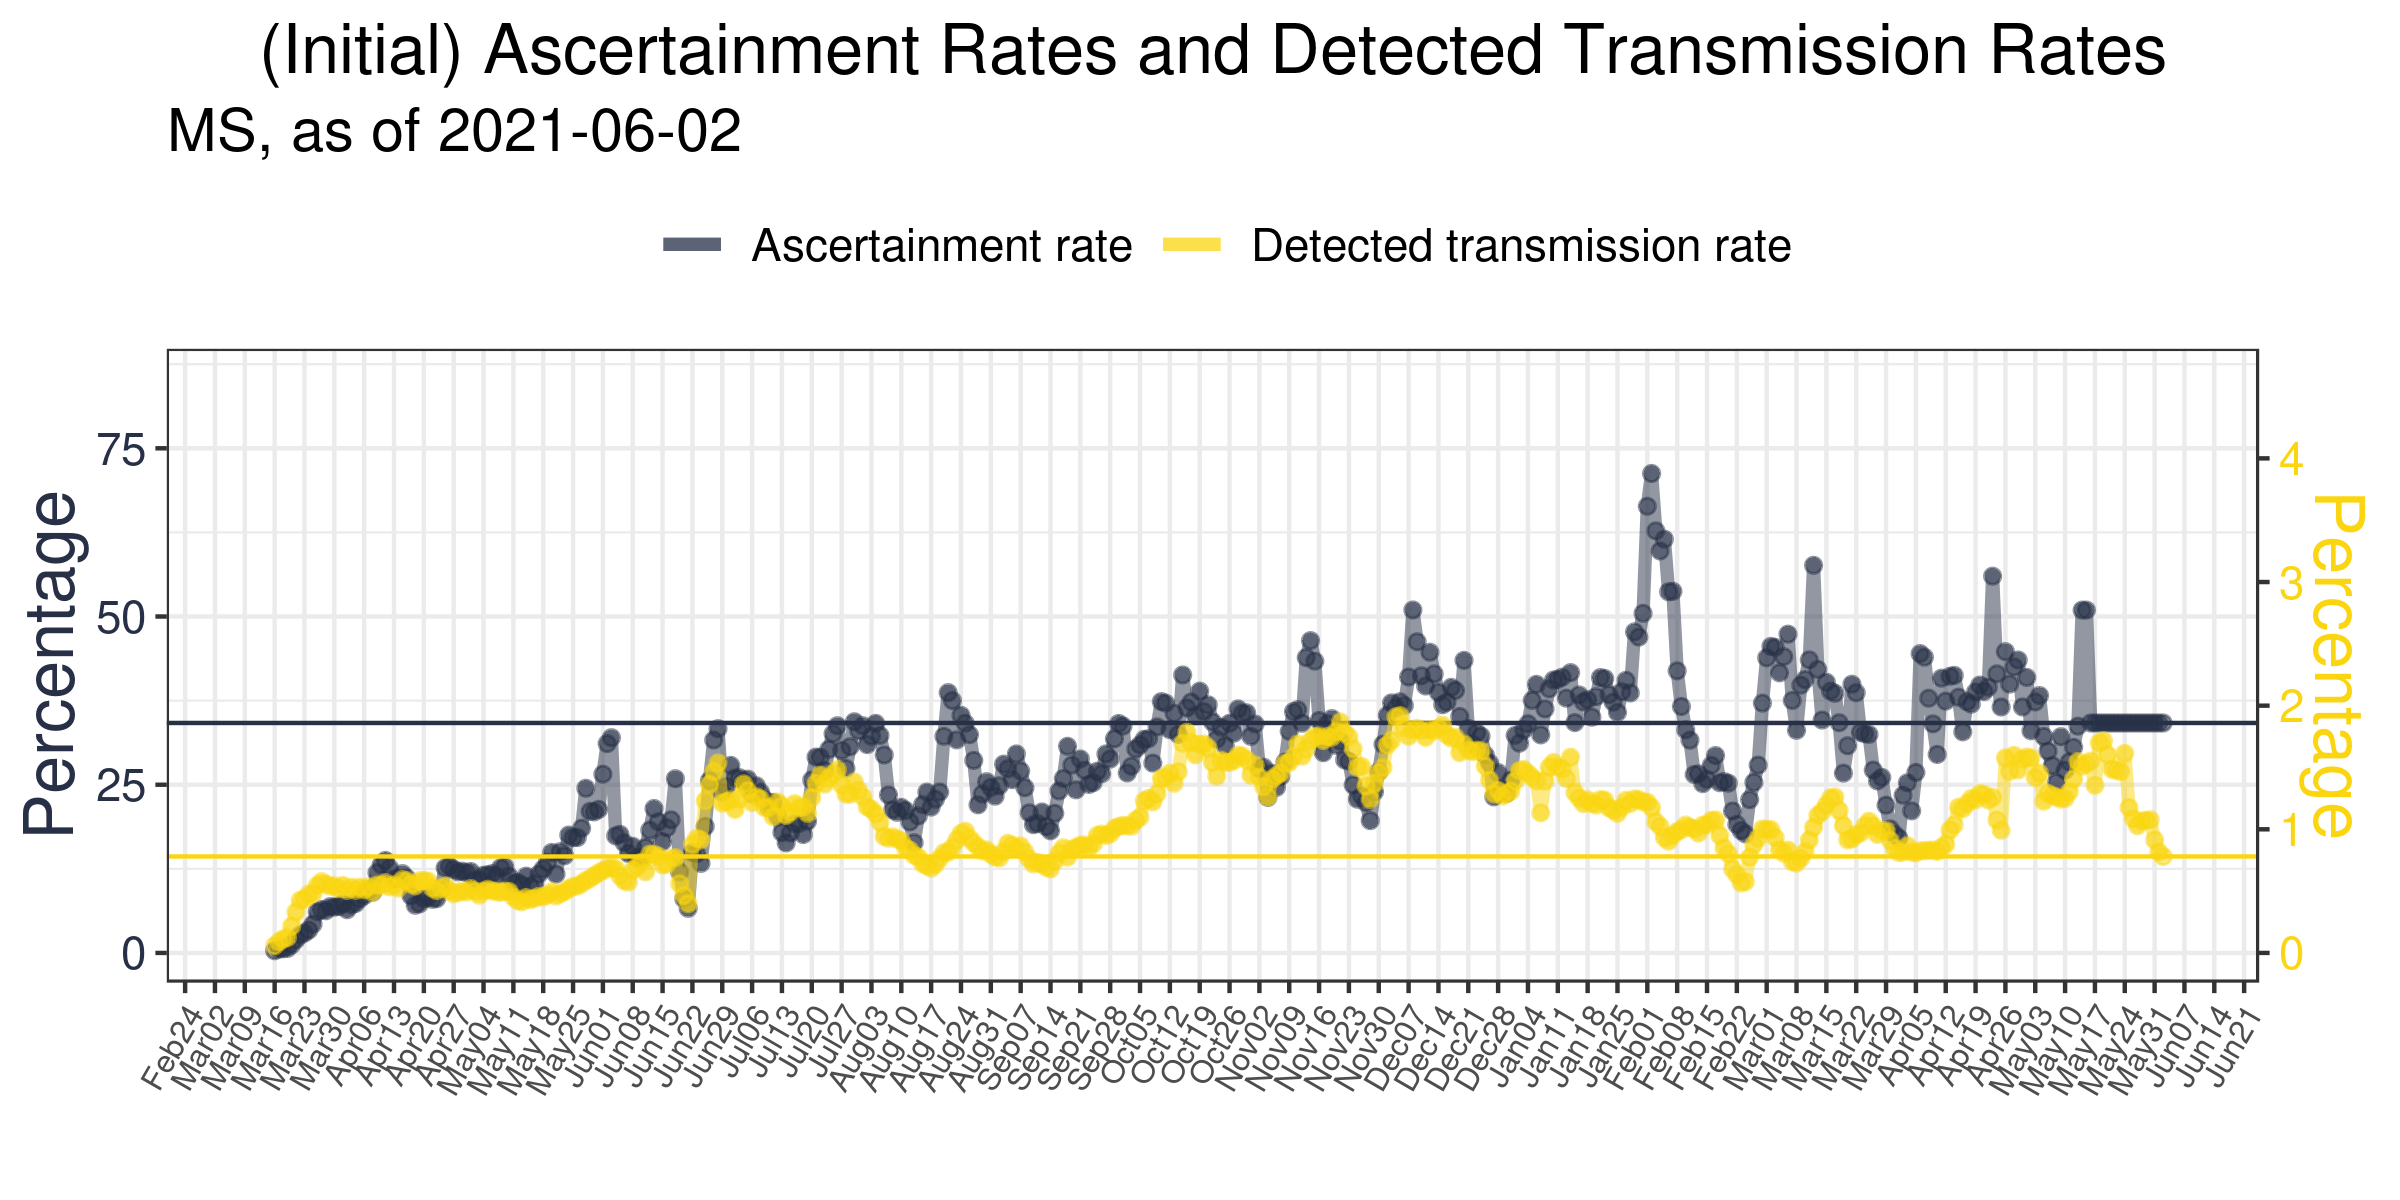 (Initial) Ascertainment Rates and Detected Transmission Rates
MS, as of 2021-06-02
Ascertainment rate
Detected transmission rate
Percentage
75
50
25
0
4
3
2
1
0
Percentage
Feb24
Mar02
Mar09
Mar16
Mar23
Mar30
Apr06
Apr13
Apr20
Apr27
May04
May11
May18
May25
Jun01
Jun08
Jun15
Jun22
Jun29
Jul06
Jul13
Jul20
Jul27
Aug03
Aug10
Aug17
Aug24
Aug31
Sep07
Sep14
Sep21
Sep28
Oct05
Oct12
Oct19
Oct26
Nov02
Nov09
Nov16
Nov23
Nov30
Dec07
Dec14
Dec21
Dec28
Jan04
Jan11
Jan18
Jan25
Feb01
Feb08
Feb15
Feb22
Mar01
Mar08
Mar15
Mar22
Mar29
Apr05
Apr12
Apr19
Apr26
May03
May10
May17
May24
May31
Jun07
Jun14
Jun21